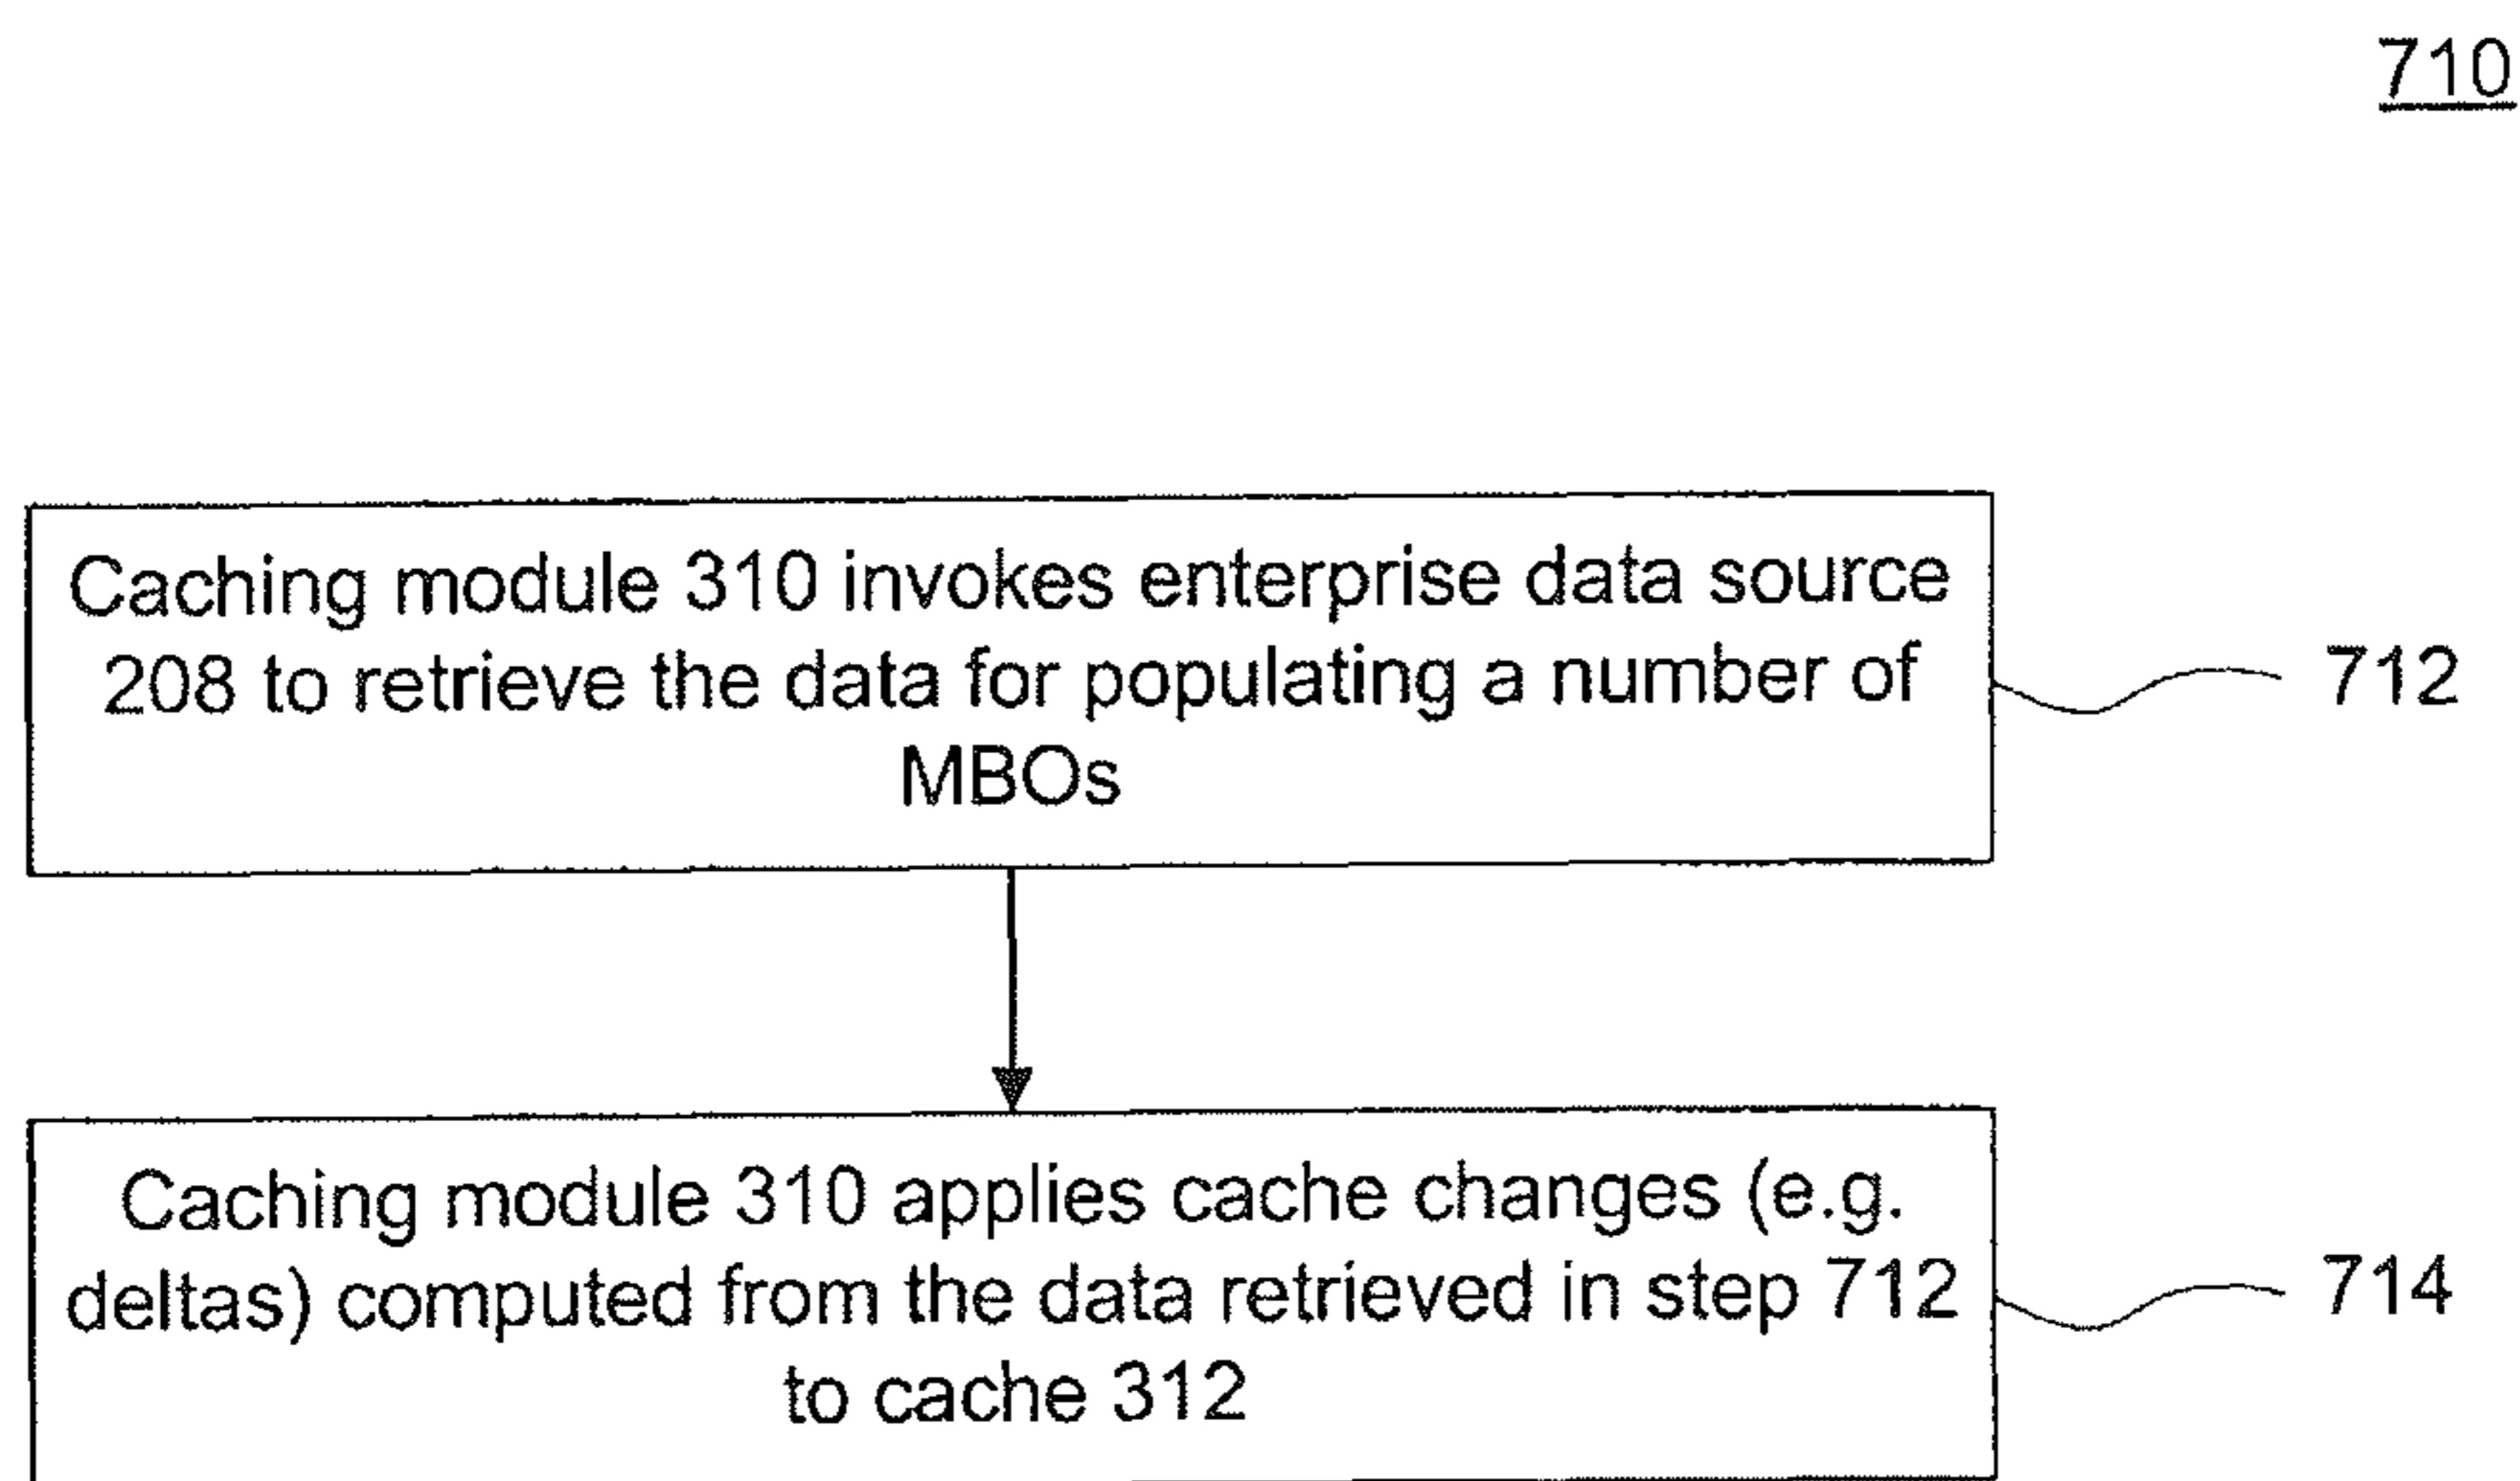 710
Caching module 310 invokes enterprise data source
208 to retrieve the data for populating a number of
MBOs
712
Caching module 310 applies cache changes (e.g.
deltas) computed from the data retrieved in step 712
to cache 312
714